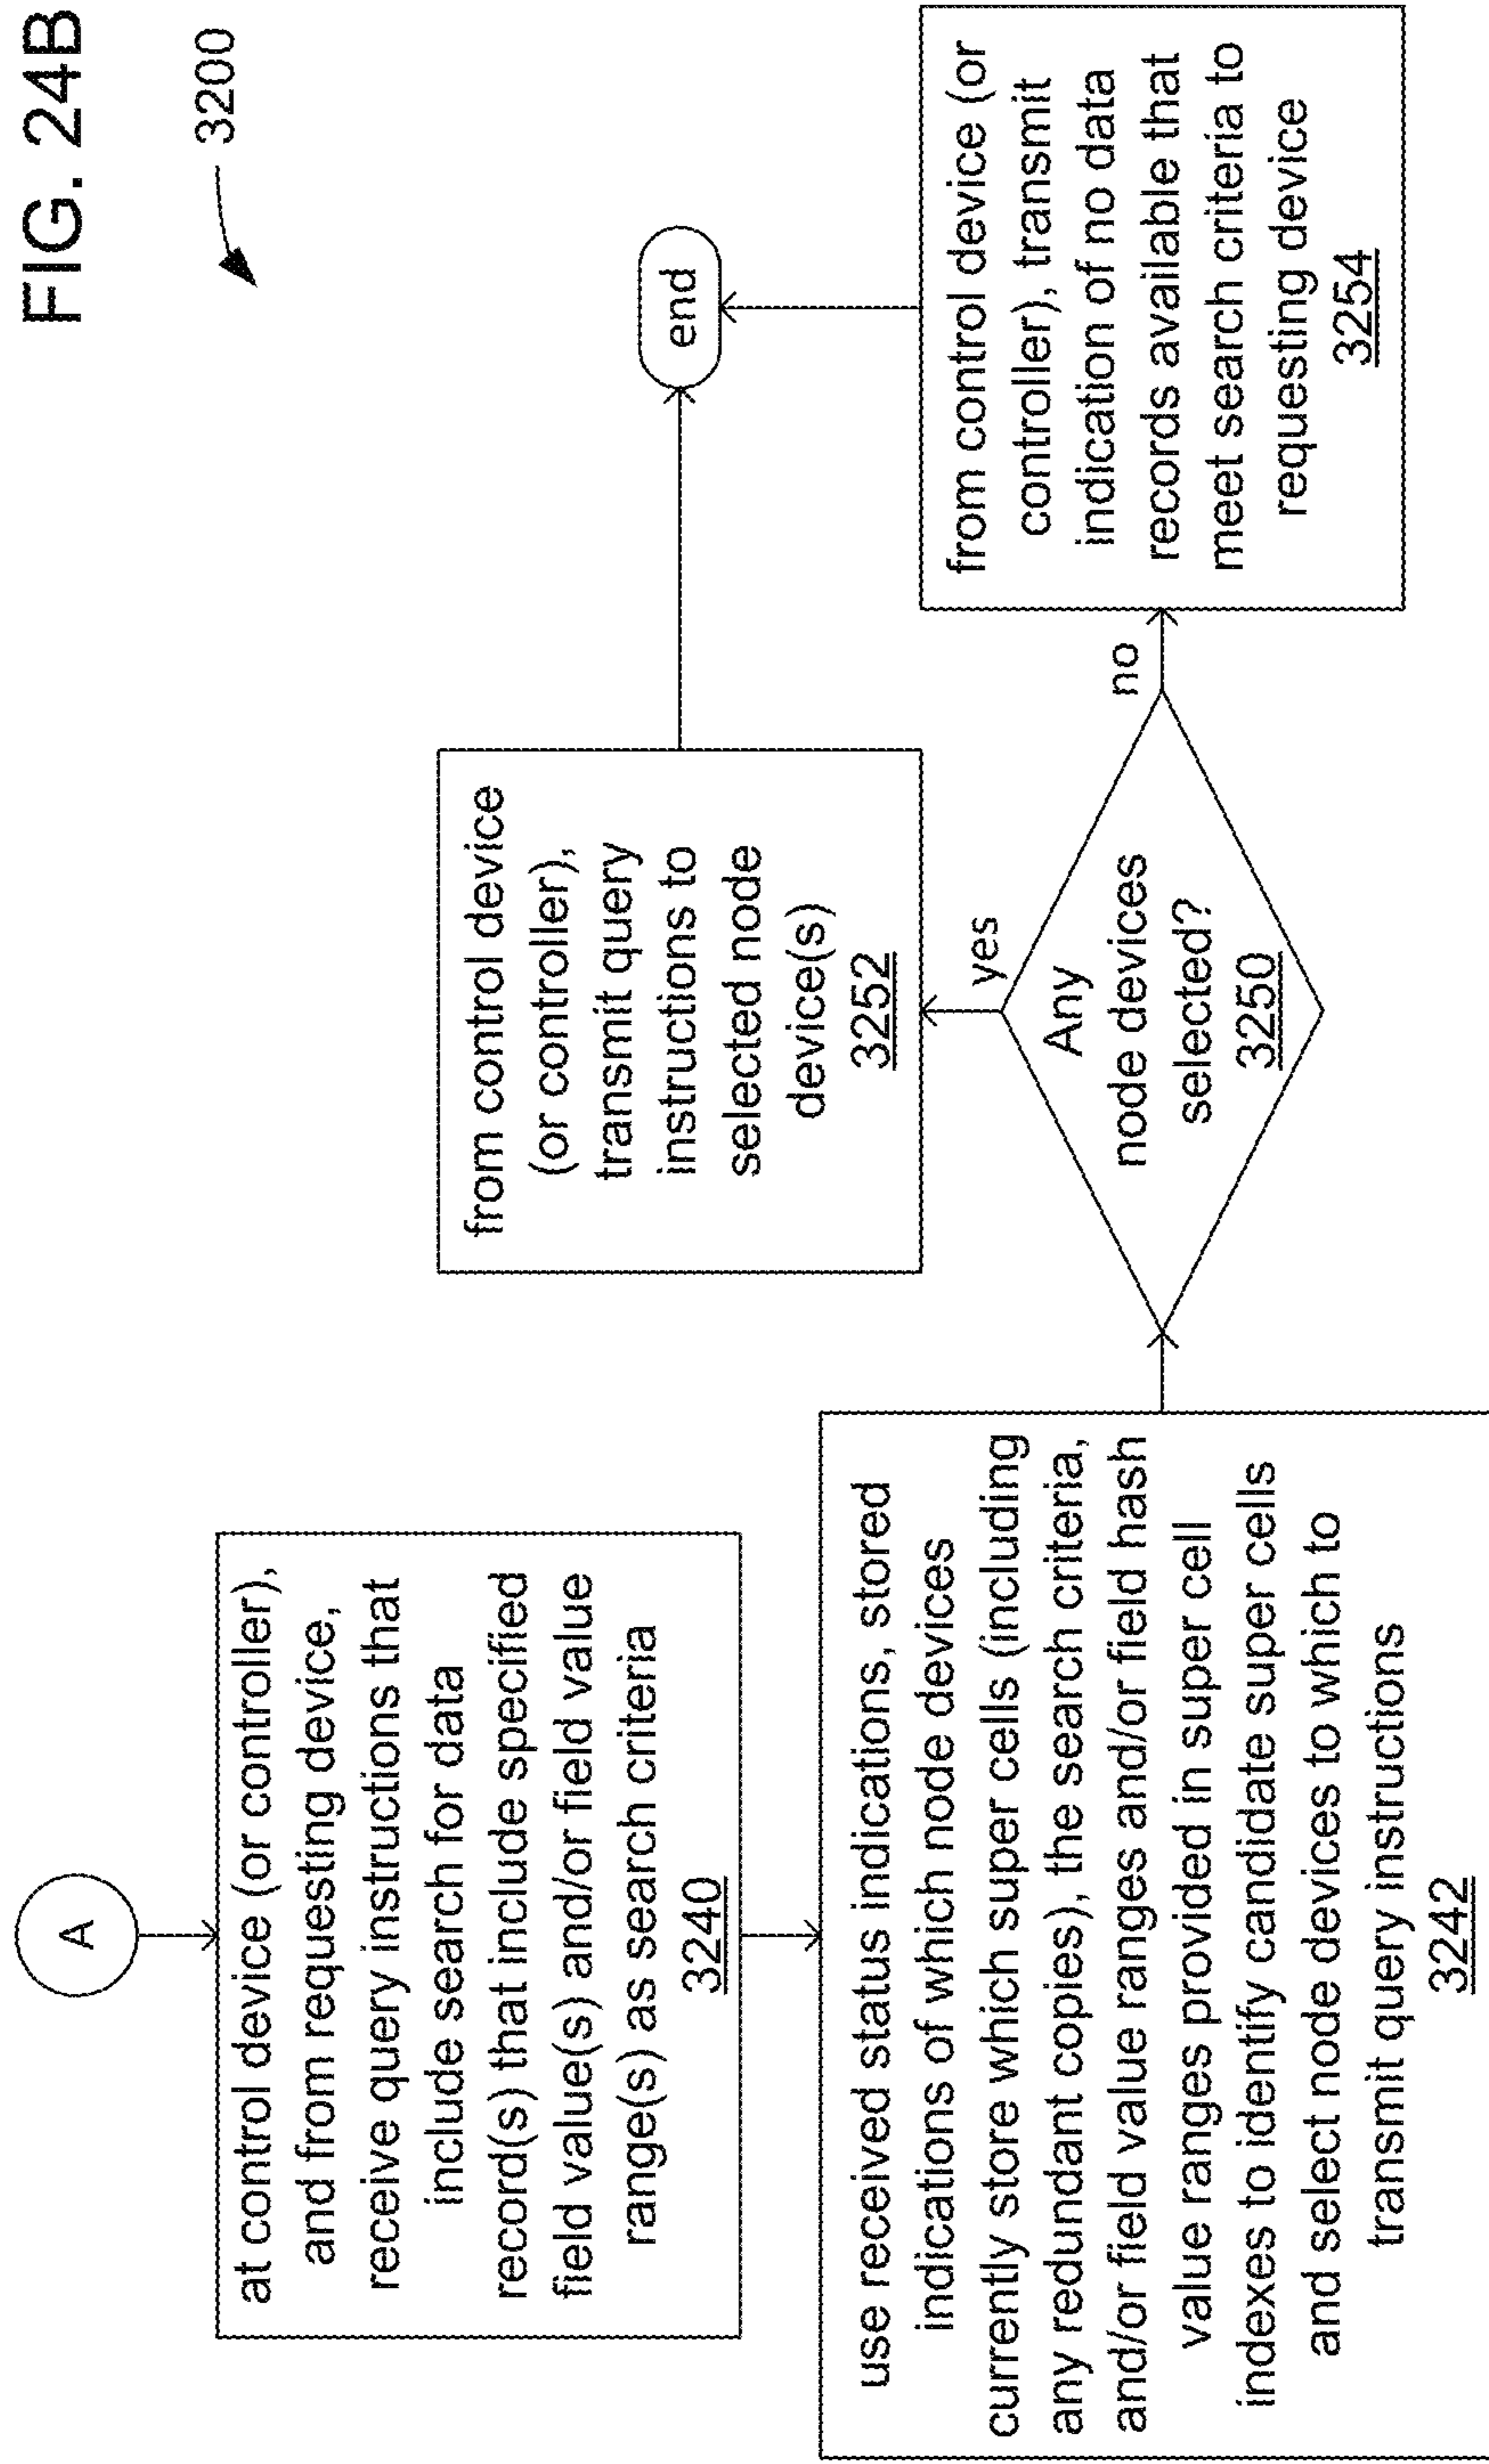 FIG. 24B
3200
A
at control device (or controller),
and from requesting device,
receive query instructions that
include search for data
record(s) that include specified
field value(s) and/or field value
range(s) as search criteria
3240
use received status indications, stored
indications of which node devices
currently store which super cells (including
any redundant copies), the search criteria,
and/or field value ranges and/or field hash
value ranges provided in super cell
indexes to identify candidate super cells
and select node devices to which to
transmit query instructions
3242
Any
node devices
selected?
3250
yes
no
from control device
(or controller),
transmit query
instructions to
selected node
device(s)
3252
from control device (or
controller), transmit
indication of no data
records available that
meet search criteria to
requesting device
3254
end